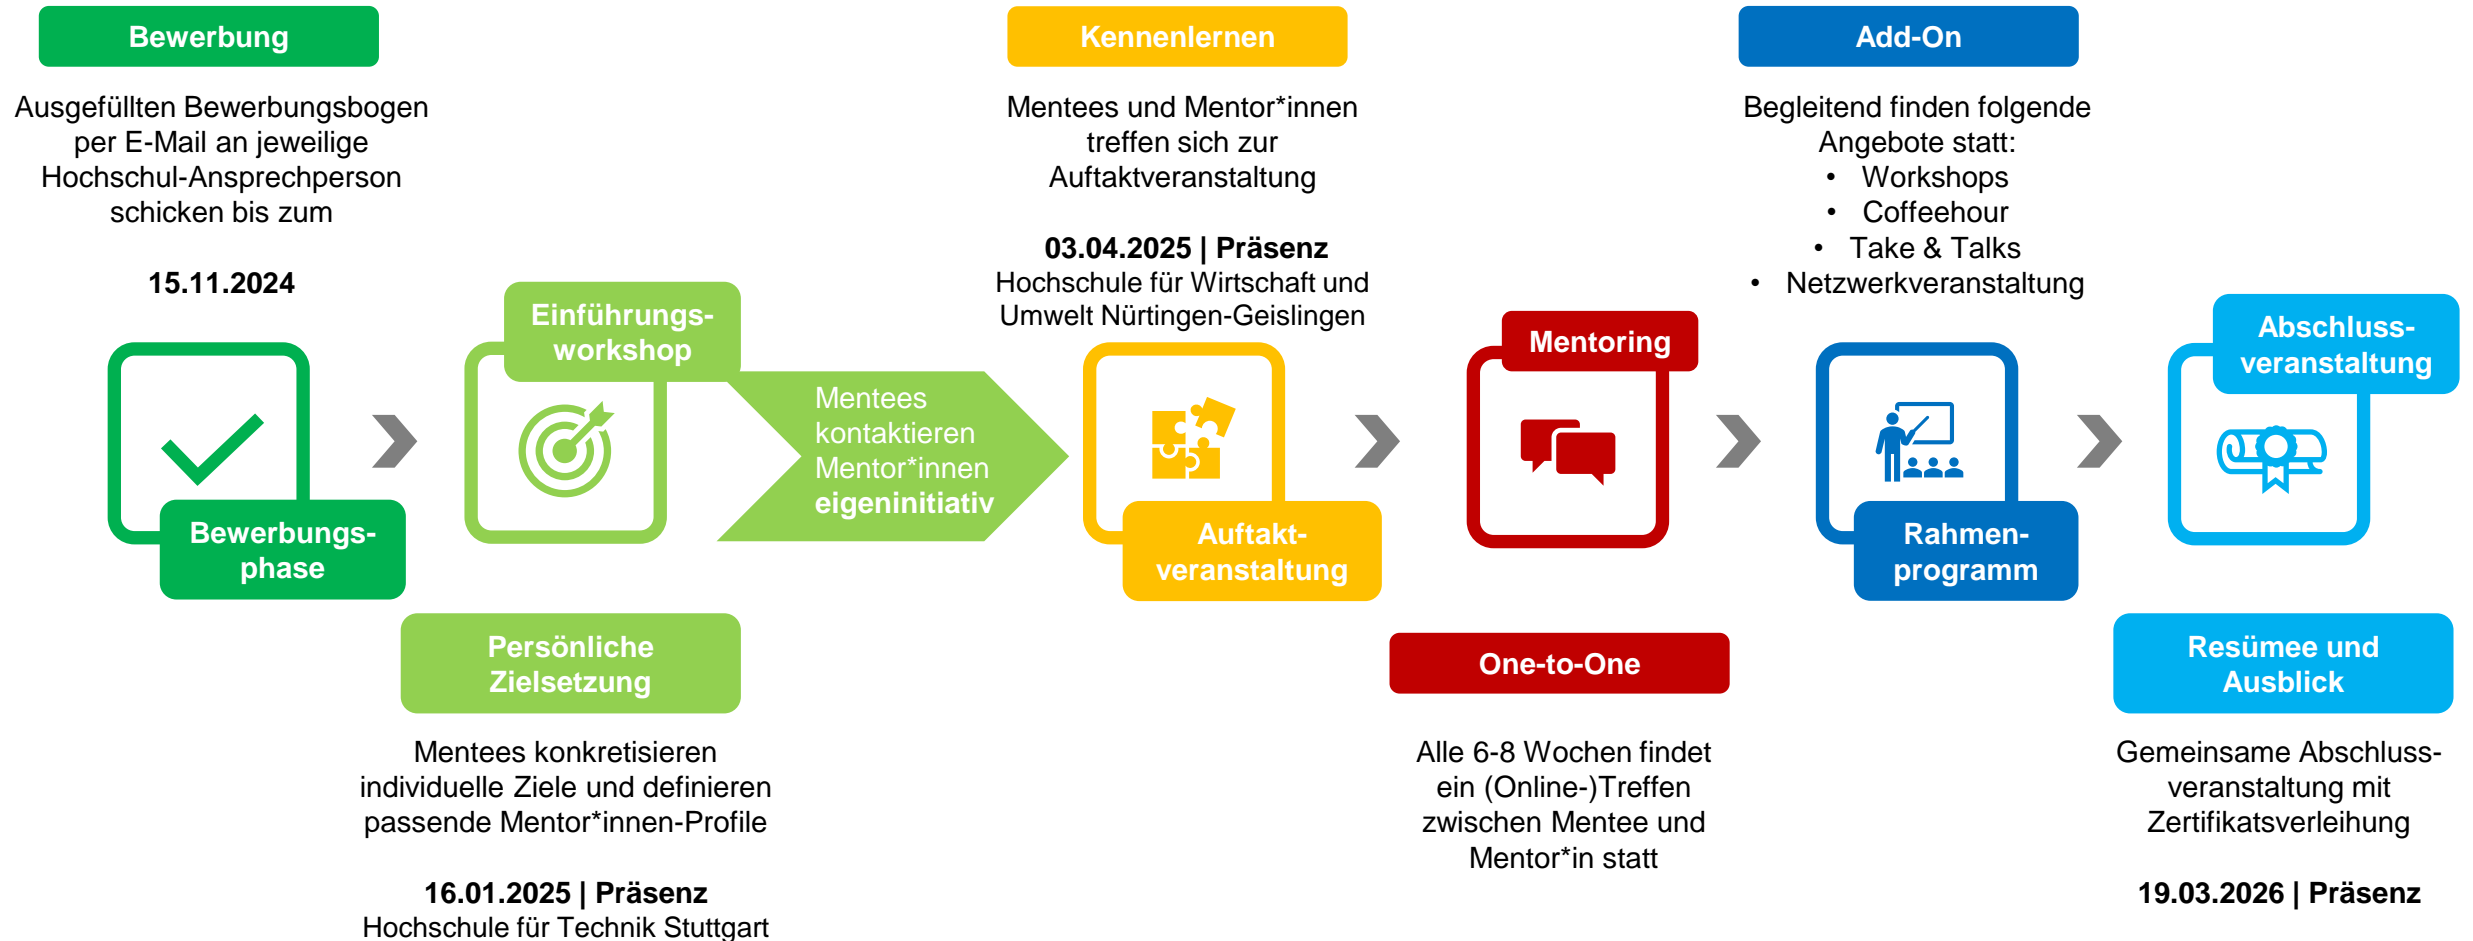 Bewerbung
Ausgefüllten Bewerbungsbogen
per E-Mail an jeweilige
Hochschul-Ansprechperson
schicken bis zum
15.11.2024
Bewerbungs-
phase
Einführungs-
workshop
Persönliche
Zielsetzung
Mentees konkretisieren
individuelle Ziele und definieren
passende Mentor*innen-Profile
16.01.2025 | Präsenz
Hochschule für Technik Stuttgart
Mentees
kontaktieren
Mentor*innen
eigeninitiativ
Kennenlernen
Mentees und Mentor*innen
treffen sich zur
Auftaktveranstaltung
03.04.2025 | Präsenz
Hochschule für Wirtschaft und
Umwelt Nürtingen-Geislingen
Auftakt-
veranstaltung
Mentoring
One-to-One
Alle 6-8 Wochen findet
ein (Online-)Treffen
zwischen Mentee und
Mentor*in statt
Add-On
Begleitend finden folgende
Angebote statt:
• Workshops
• Coffeehour
• Take & Talks
• Netzwerkveranstaltung
Rahmen-
programm
Abschluss-
veranstaltung
Resümee und
Ausblick
Gemeinsame Abschluss-
veranstaltung mit
Zertifikatsverleihung
19.03.2026 | Präsenz